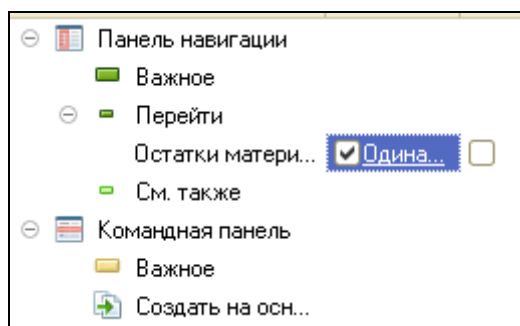 Панель навигации
Важное
Перейти
Остатки матери... Одина...
См. также
Командная панель
Важное
Создать на осн...